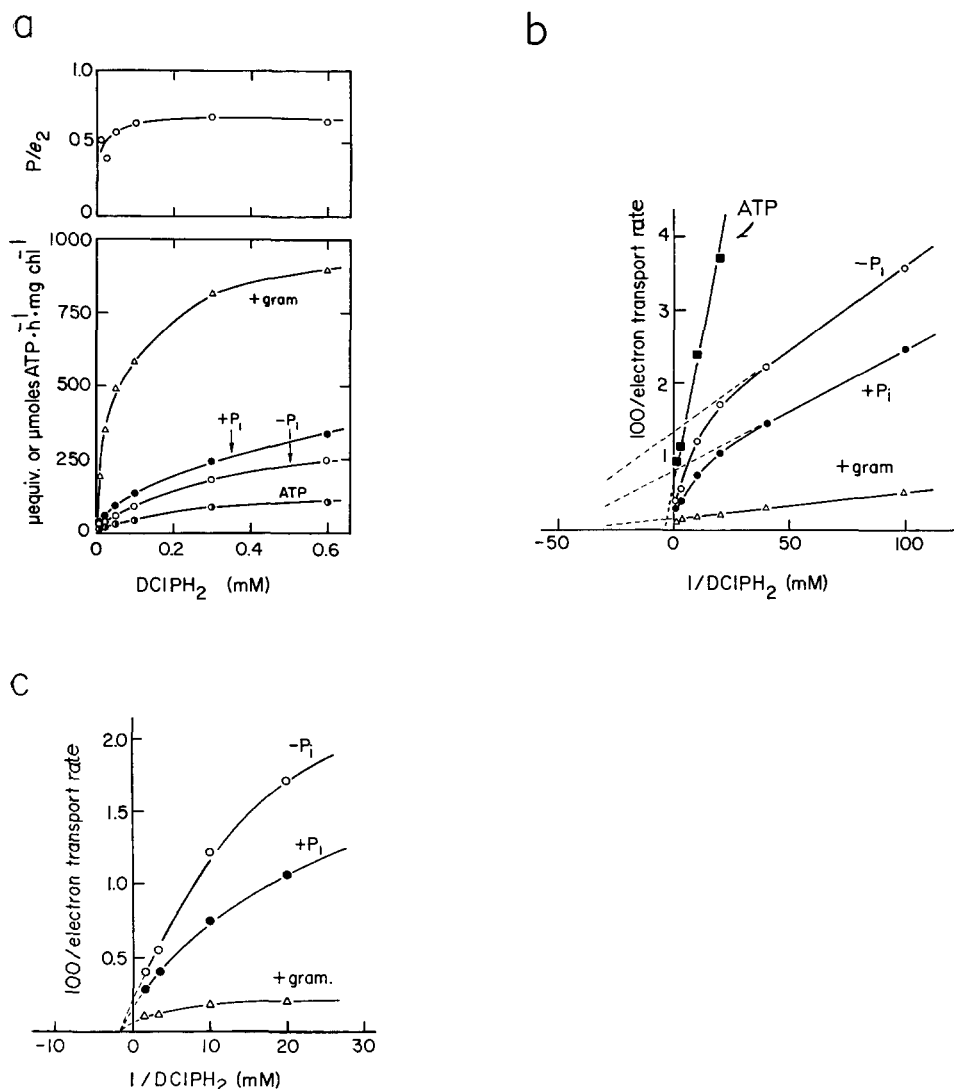 a
1.0
0.5
0
P/e₂
1000
750
500
250
0
μequiv. or μmoles ATP·h⁻¹·mg chl⁻¹
+gram
+Pᵢ
-Pᵢ
ATP
0 0.2 0.4 0.6
DCIPH₂ (mM)
b
ATP
4
3
2
1
100/electron transport rate
-Pᵢ
+Pᵢ
+gram
-50 0 50 100
1/DCIPH₂ (mM)
c
2.0
1.5
1.0
0.5
100/electron transport rate
-Pᵢ
+Pᵢ
+gram.
-10 0 10 20 30
1/DCIPH₂ (mM)